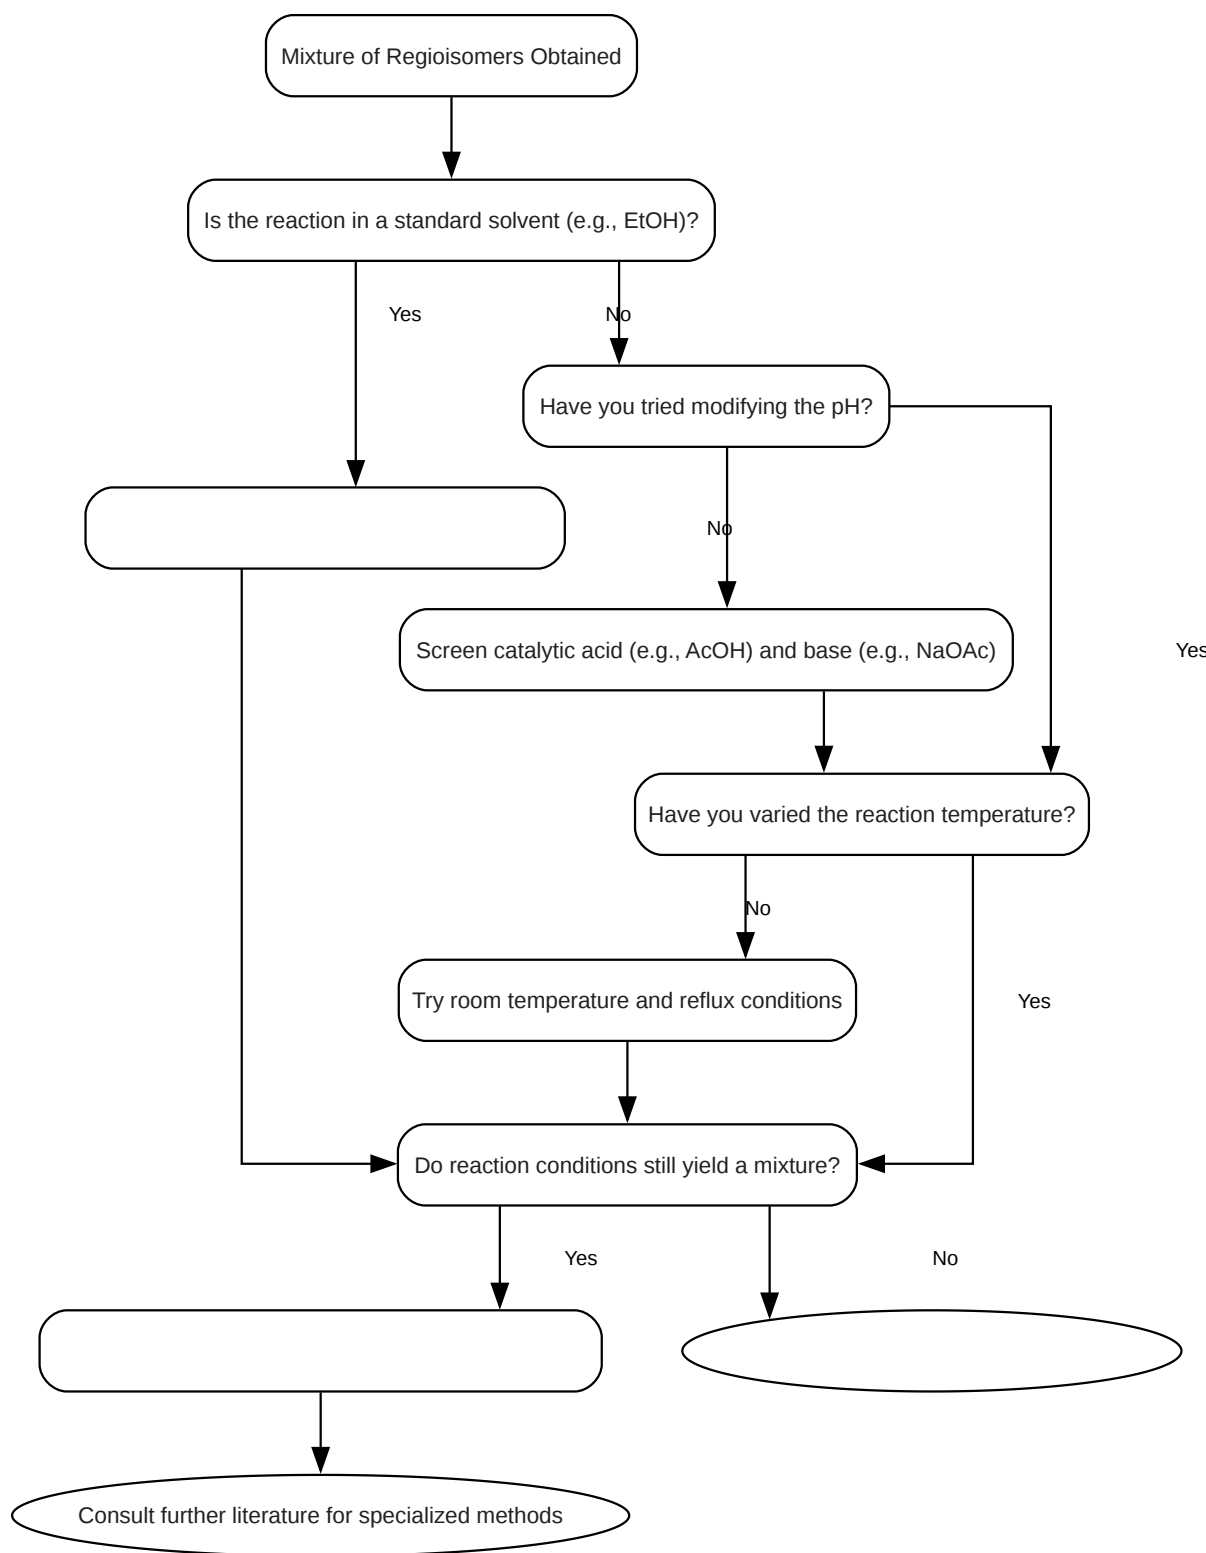 Mixture of Regioisomers Obtained
Is the reaction in a standard solvent (e.g., EtOH)?
Yes
No
Have you tried modifying the pH?
No
Screen catalytic acid (e.g., AcOH) and base (e.g., NaOAc)
Yes
Have you varied the reaction temperature?
No
Try room temperature and reflux conditions
Yes
Do reaction conditions still yield a mixture?
Yes
No
Consult further literature for specialized methods